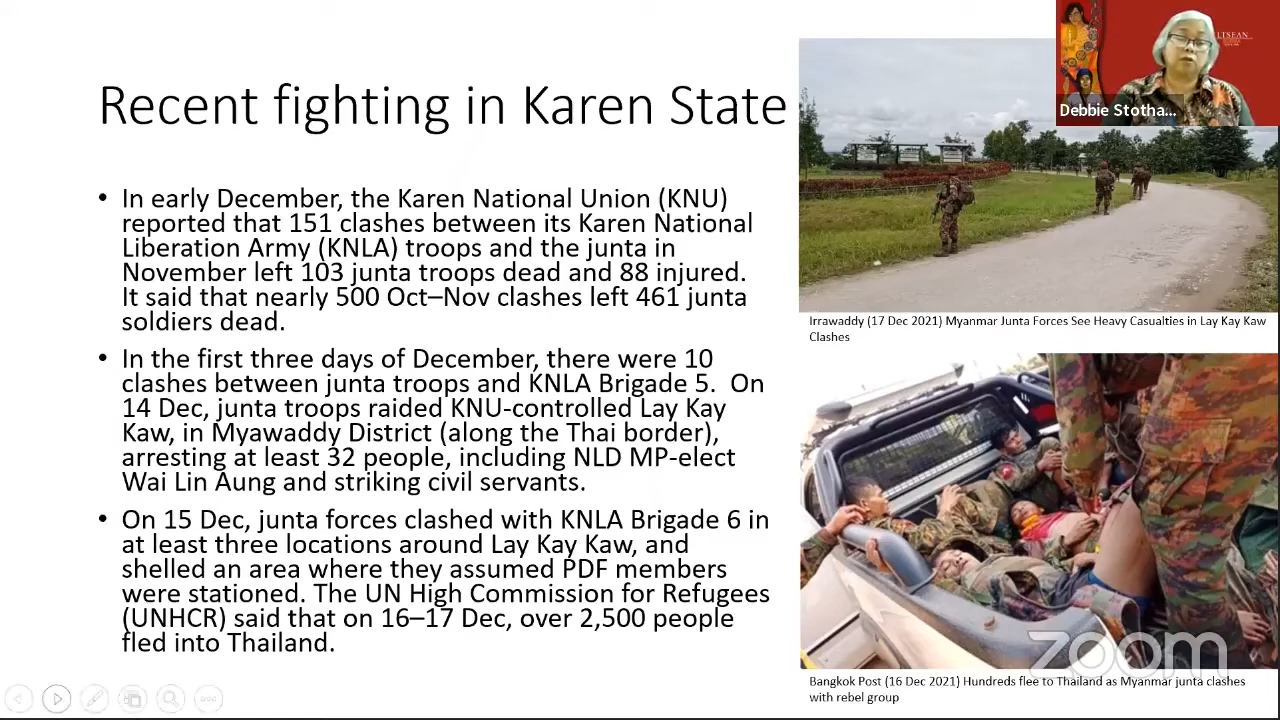 Recent fighting in Karen State
• In early December, the Karen National Union (KNU)
reported that 151 clashes between its Karen National
Liberation Army (KNLA) troops and the junta in
November left 103 junta troops dead and 88 injured.
It said that nearly 500 Oct–Nov clashes left 461 junta
soldiers dead.
• In the first three days of December, there were 10
clashes between junta troops and KNLA Brigade 5.  On
14 Dec, junta troops raided KNU-controlled Lay Kay
Kaw, in Myawaddy District (along the Thai border),
arresting at least 32 people, including NLD MP-elect
Wai Lin Aung and striking civil servants.
• On 15 Dec, junta forces clashed with KNLA Brigade 6 in
at least three locations around Lay Kay Kaw, and
shelled an area where they assumed PDF members
were stationed. The UN High Commission for Refugees
(UNHCR) said that on 16–17 Dec, over 2,500 people
fled into Thailand.
Debbie Stotha...
Irrawaddy (17 Dec 2021) Myanmar Junta Forces See Heavy Casualties in Lay Kay Kaw
Clashes
zoom
Bangkok Post (16 Dec 2021) Hundreds flee to Thailand as Myanmar junta clashes
with rebel group